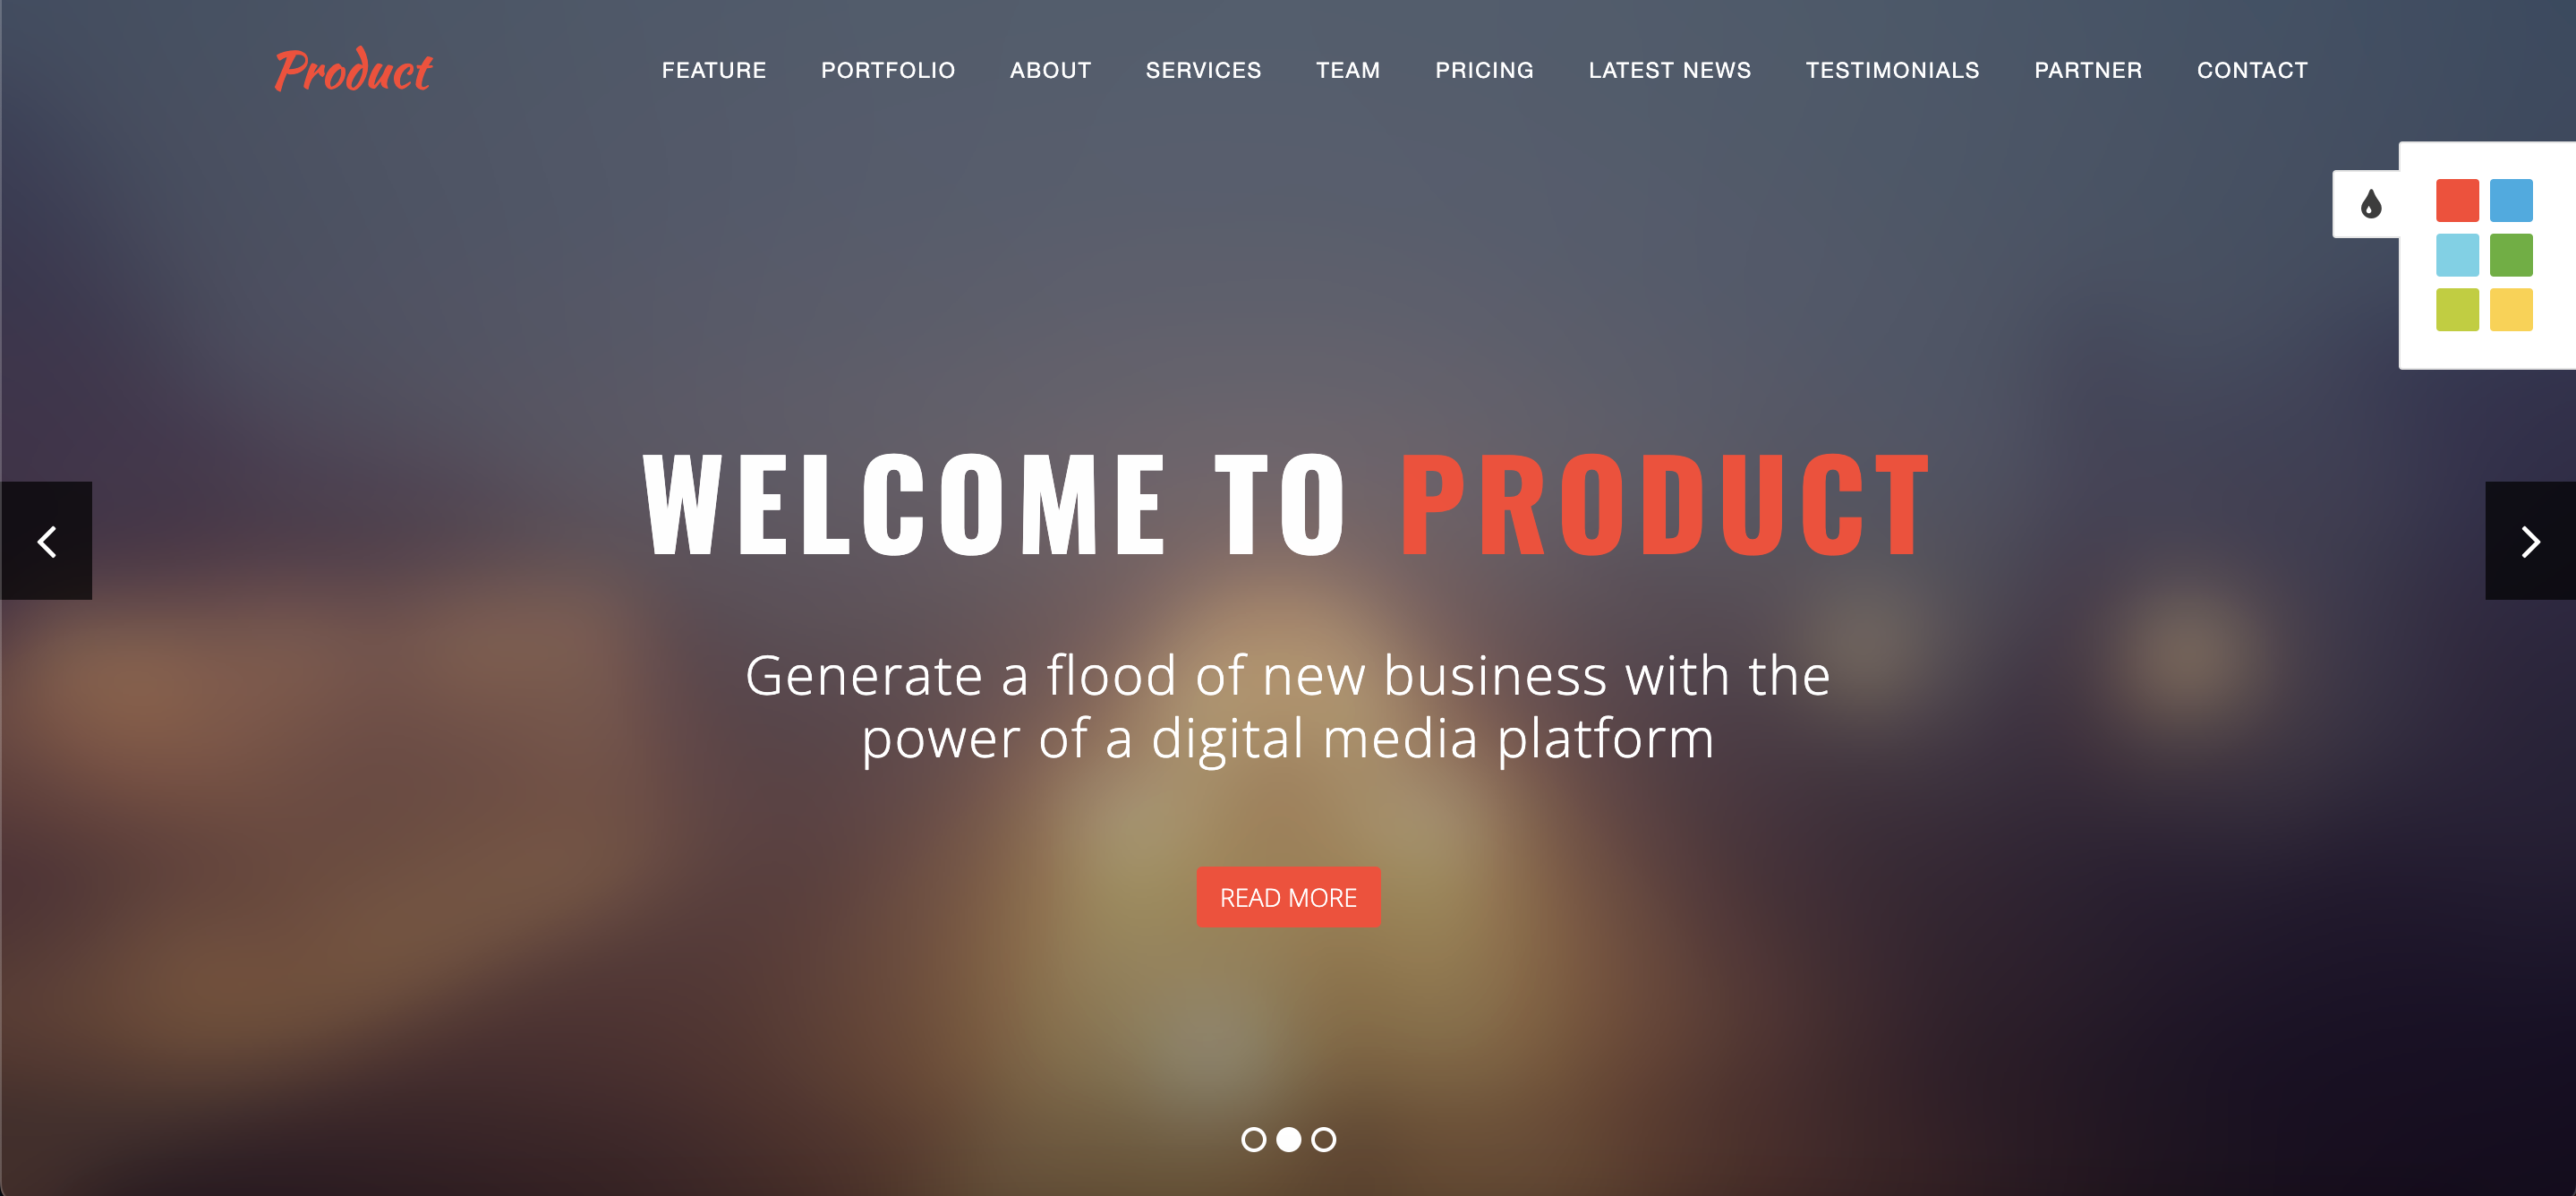 Product
FEATURE PORTFOLIO ABOUT SERVICES TEAM PRICING LATEST NEWS TESTIMONIALS PARTNER CONTACT
WELCOME TO PRODUCT
Generate a flood of new business with the
power of a digital media platform
READ MORE